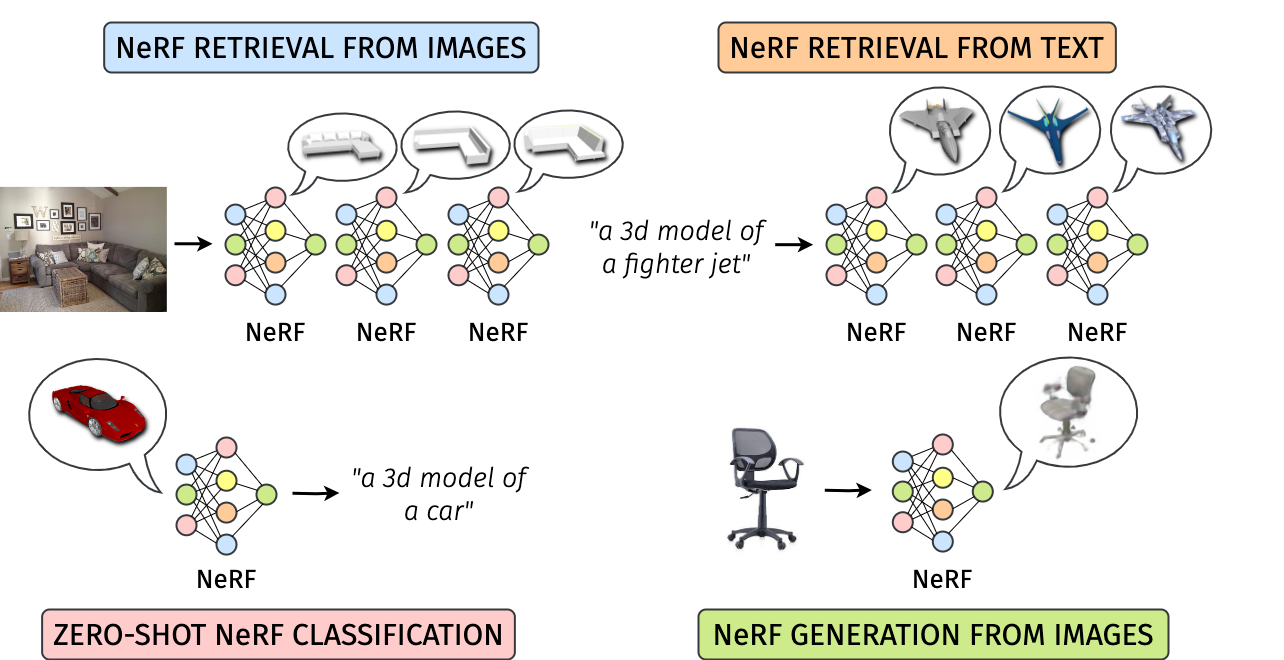 NeRF RETRIEVAL FROM IMAGES
NeRF RETRIEVAL FROM TEXT
"a 3d model of
a fighter jet"
NeRF
NeRF
NeRF
NeRF
NeRF
NeRF
"a 3d model of
a car"
NeRF
NeRF
ZERO-SHOT NeRF CLASSIFICATION
NeRF GENERATION FROM IMAGES